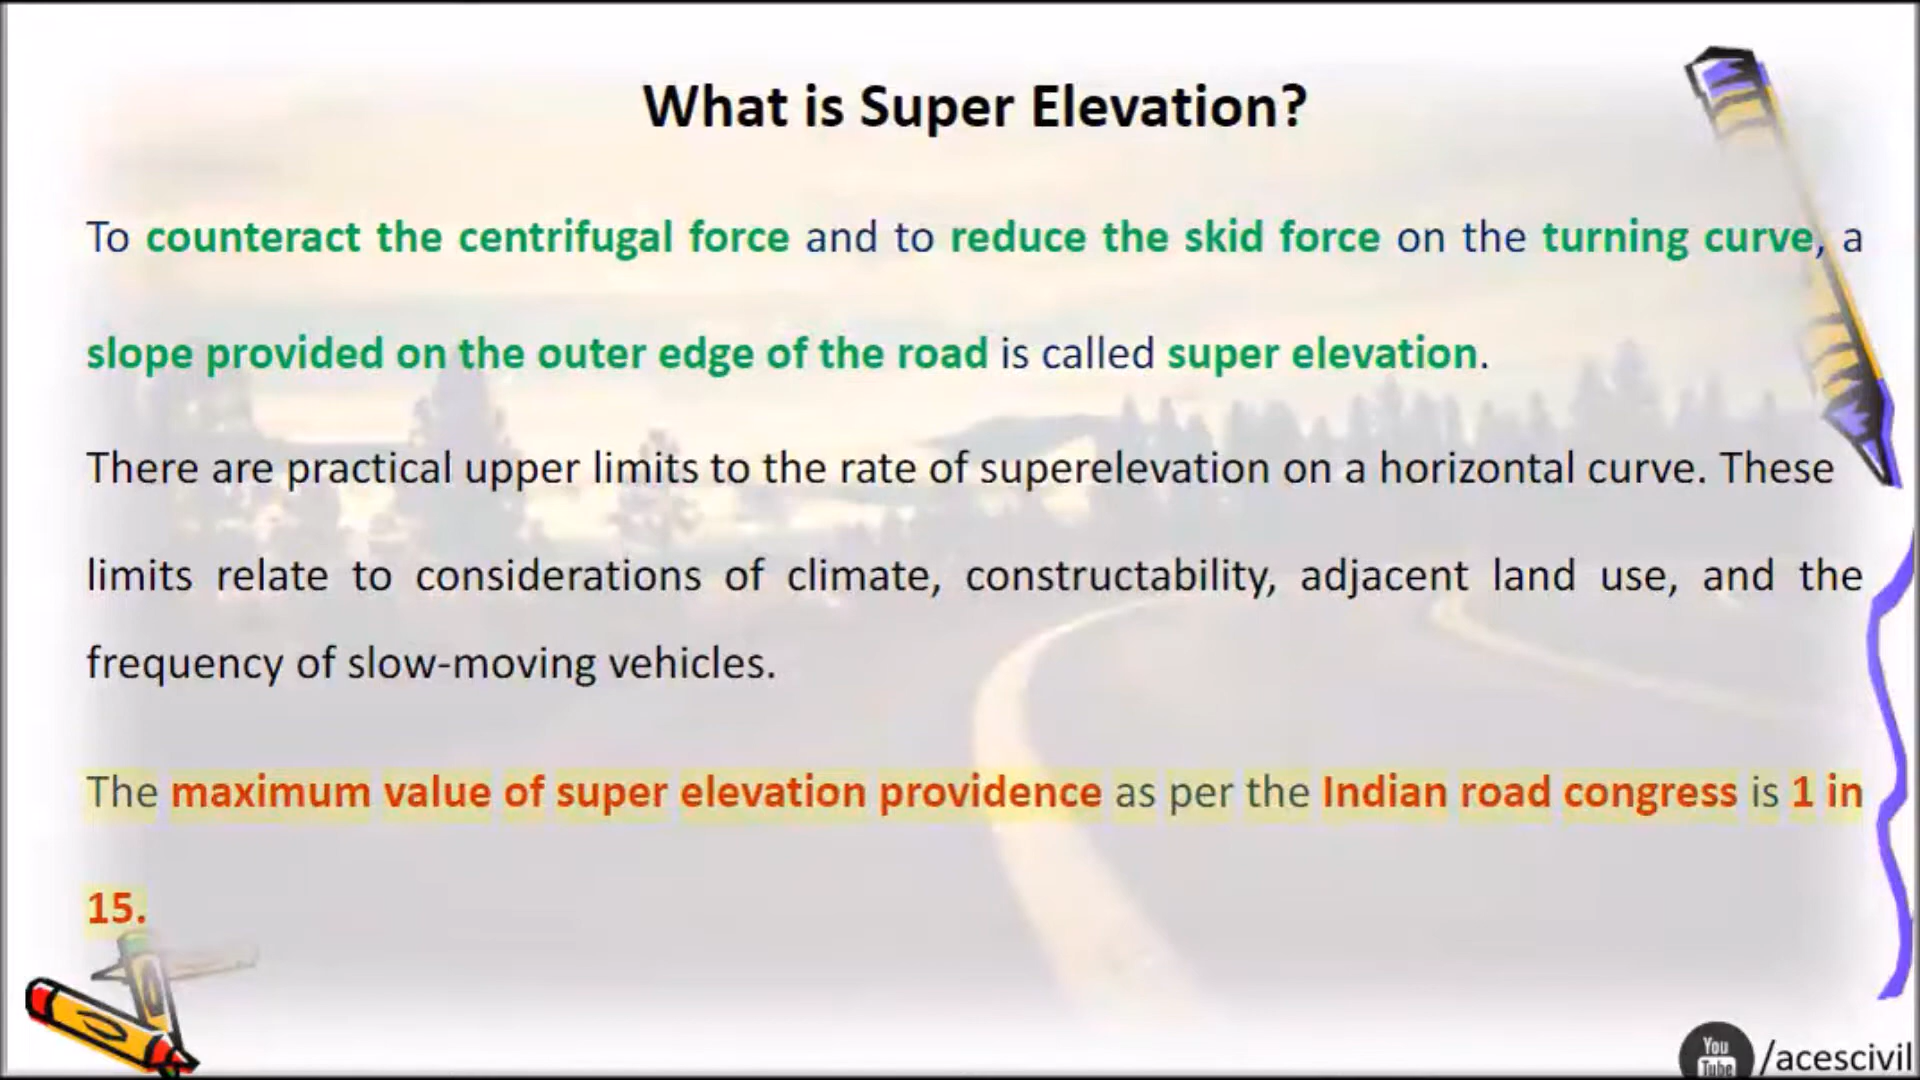 What is Super Elevation?
To counteract the centrifugal force and to reduce the skid force on the turning curve, a
slope provided on the outer edge of the road is called super elevation.
There are practical upper limits to the rate of superelevation on a horizontal curve. These
limits relate to considerations of climate, constructability, adjacent land use, and the
frequency of slow-moving vehicles.
The maximum value of super elevation providence as per the Indian road congress is 1 in
15.
You
Tube /acescivil